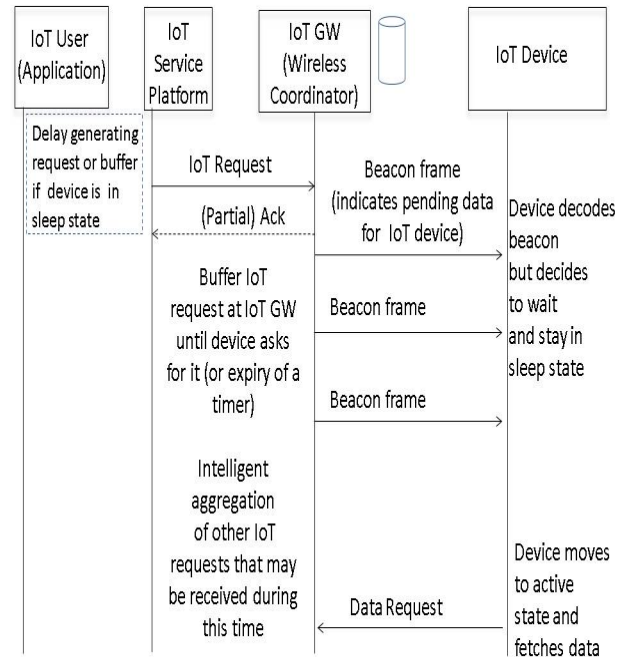 IoT User
(Application)
IoT
Service
Platform
IoT GW
(Wireless
Coordinator)
IoT Device
Delay generating
request or buffer
if device is in
sleep state
IoT Request
(Partial) Ack
Beacon frame
(indicates pending data
for IoT device)
Device decodes
beacon
but decides
to wait
and stay in
sleep state
Buffer IoT
request at IoT GW
until device asks
for it (or expiry of a
timer)
Beacon frame
Beacon frame
Intelligent
aggregation
of other IoT
requests that may
be received during
this time
Data Request
Device moves
to active
state and
fetches data